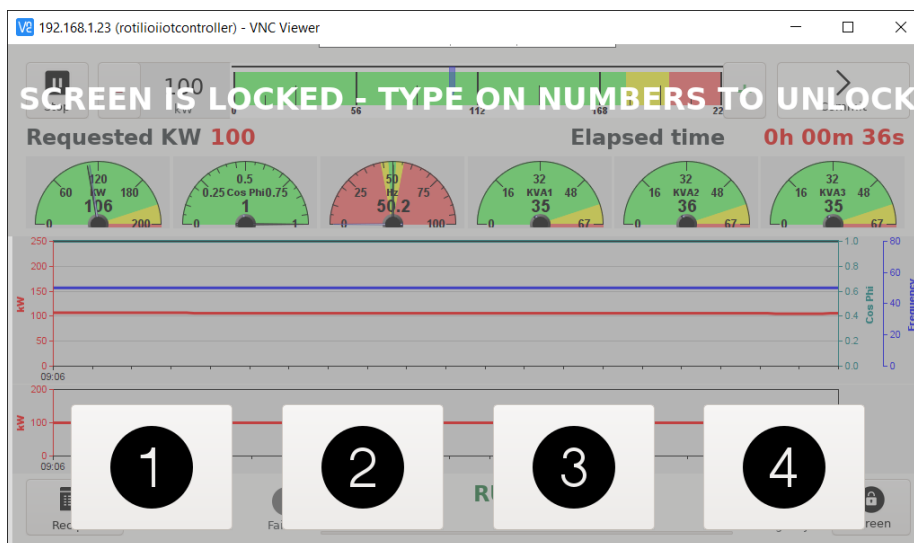 192.168.1.23 (rotilioiiotcontroller) - VNC Viewer
100
kW
0 56 112 168
SCREEN IS LOCKED - TYPE ON NUMBERS TO UNLOCK
Requested KW 100 Elapsed time 0h 00m 36s
0 60 120 180 200 KW 106
0 0.25 0.5 0.75 1 Cos Phi 1
0 25 50 75 100 Hz 50.2
0 16 32 48 67 KVA1 35
0 16 32 48 67 KVA2 36
0 16 32 48 67 KVA3 35
250 200 150 100 50 0
kW
09:06
1.0 0.8 0.6 0.4 0.2 0.0
Cos Phi
80 60 40 20 0
Frequency
200 100 0
kW
09:06
1 2 3 4